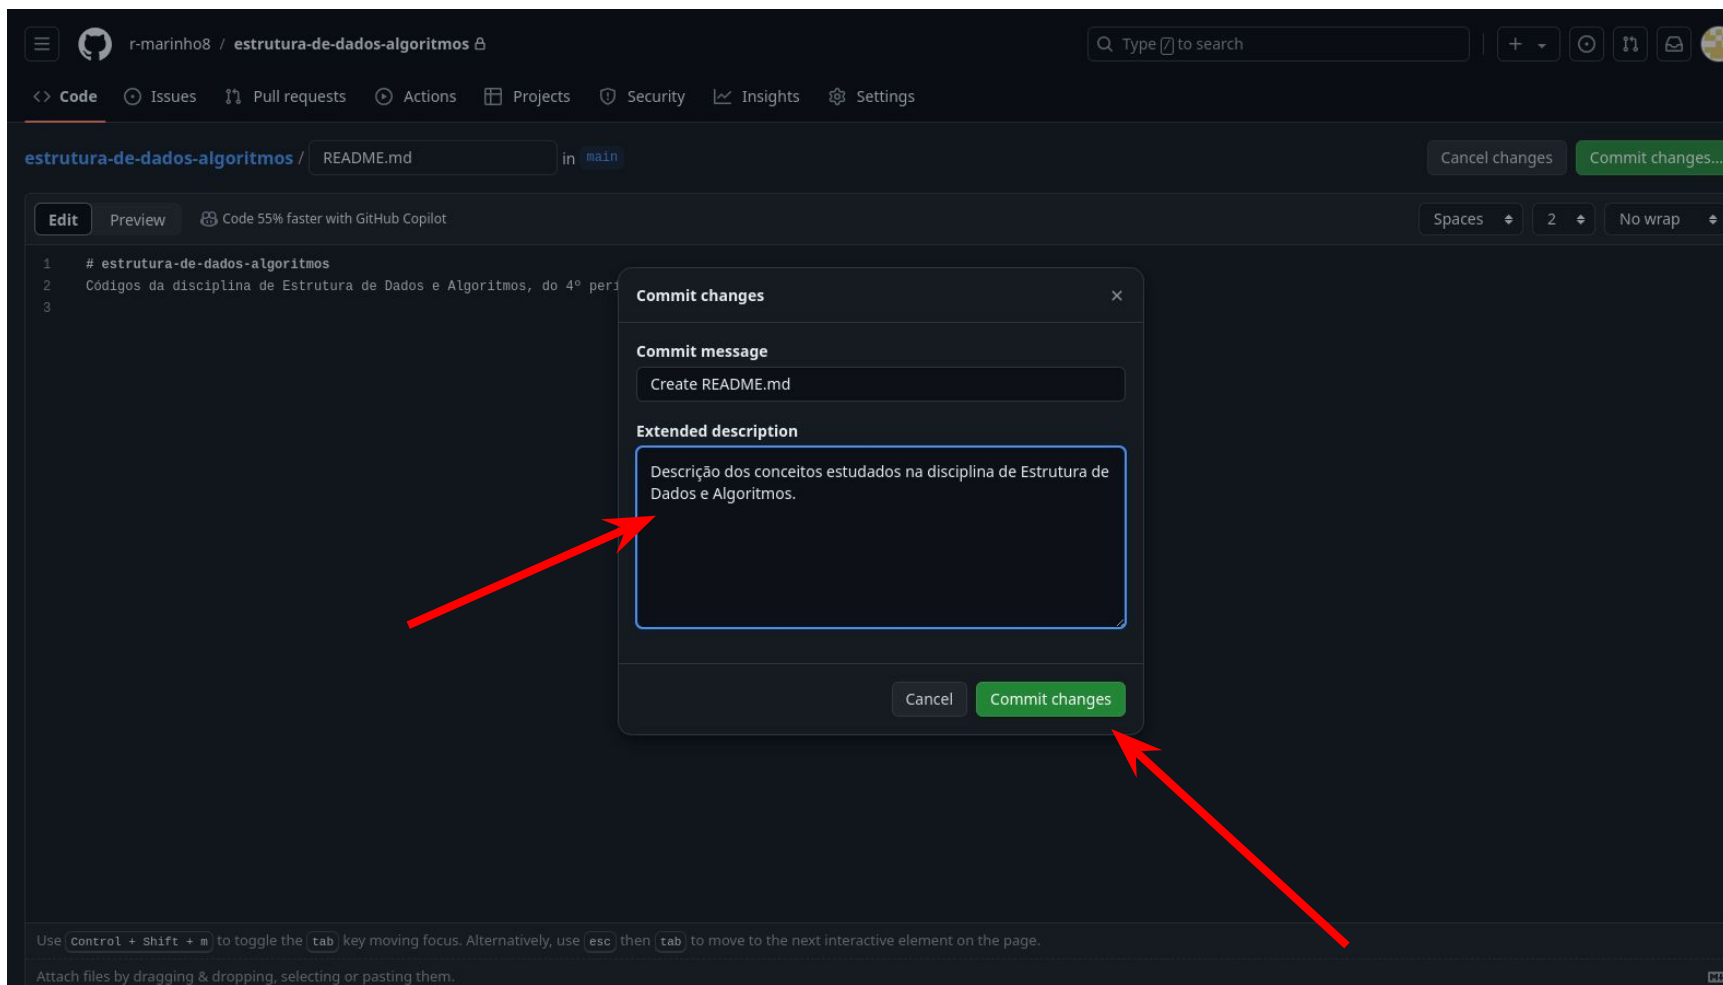 r-marinho8 / estrutura-de-dados-algoritmos
Type / to search
Code Issues Pull requests Actions Projects Security Insights Settings
estrutura-de-dados-algoritmos / README.md in main
Cancel changes Commit changes...
Edit Preview Code 55% faster with GitHub Copilot
Spaces 2 No wrap
1 # estrutura-de-dados-algoritmos
2 Códigos da disciplina de Estrutura de Dados e Algoritmos, do 4º perí
3
Commit changes
Commit message
Create README.md
Extended description
Descrição dos conceitos estudados na disciplina de Estrutura de
Dados e Algoritmos.
Cancel Commit changes
Use Control + Shift + m to toggle the tab key moving focus. Alternatively, use esc then tab to move to the next interactive element on the page.
Attach files by dragging & dropping, selecting or pasting them.